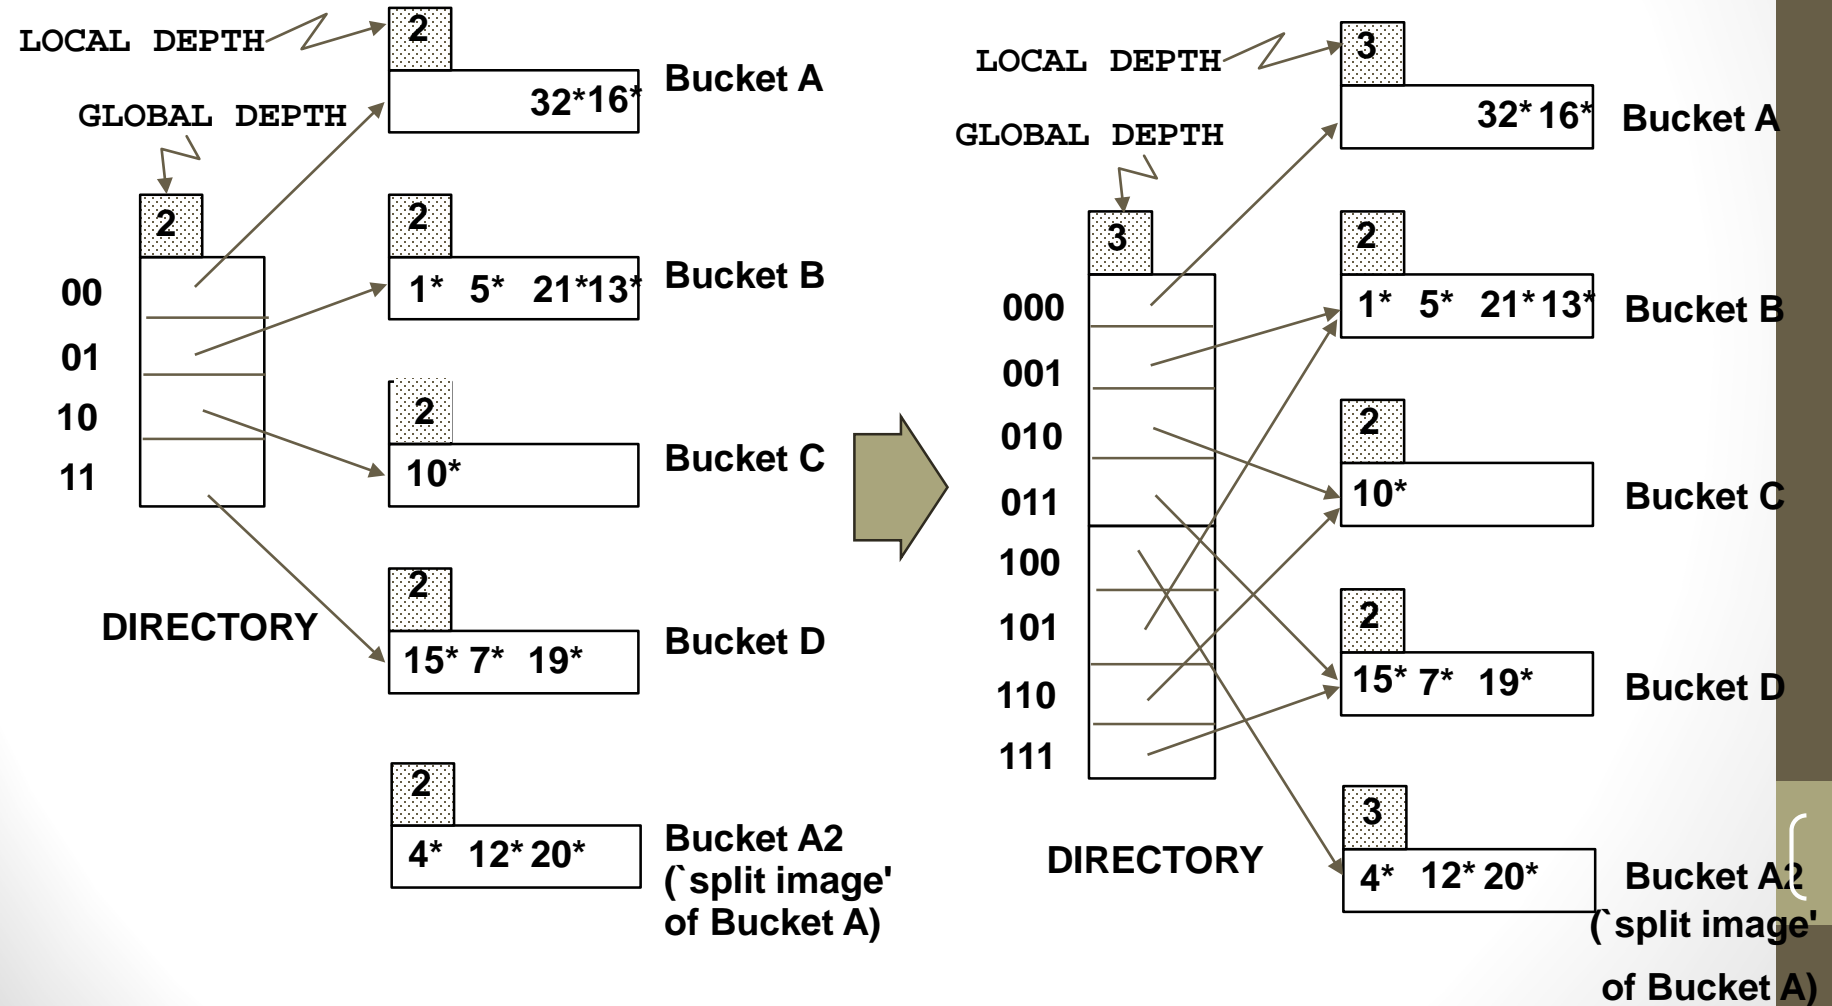 LOCAL DEPTH
2
32* 16*
Bucket A
GLOBAL DEPTH
2
2
1* 5* 21* 13*
Bucket B
00
01
10
11
2
10*
Bucket C
2
15* 7* 19*
Bucket D
DIRECTORY
2
4* 12* 20*
Bucket A2
(`split image'
of Bucket A)
LOCAL DEPTH
3
32* 16*
Bucket A
GLOBAL DEPTH
3
2
1* 5* 21* 13*
Bucket B
000
001
010
011
100
101
110
111
2
10*
Bucket C
2
15* 7* 19*
Bucket D
DIRECTORY
3
4* 12* 20*
Bucket A2
(`split image'
of Bucket A)